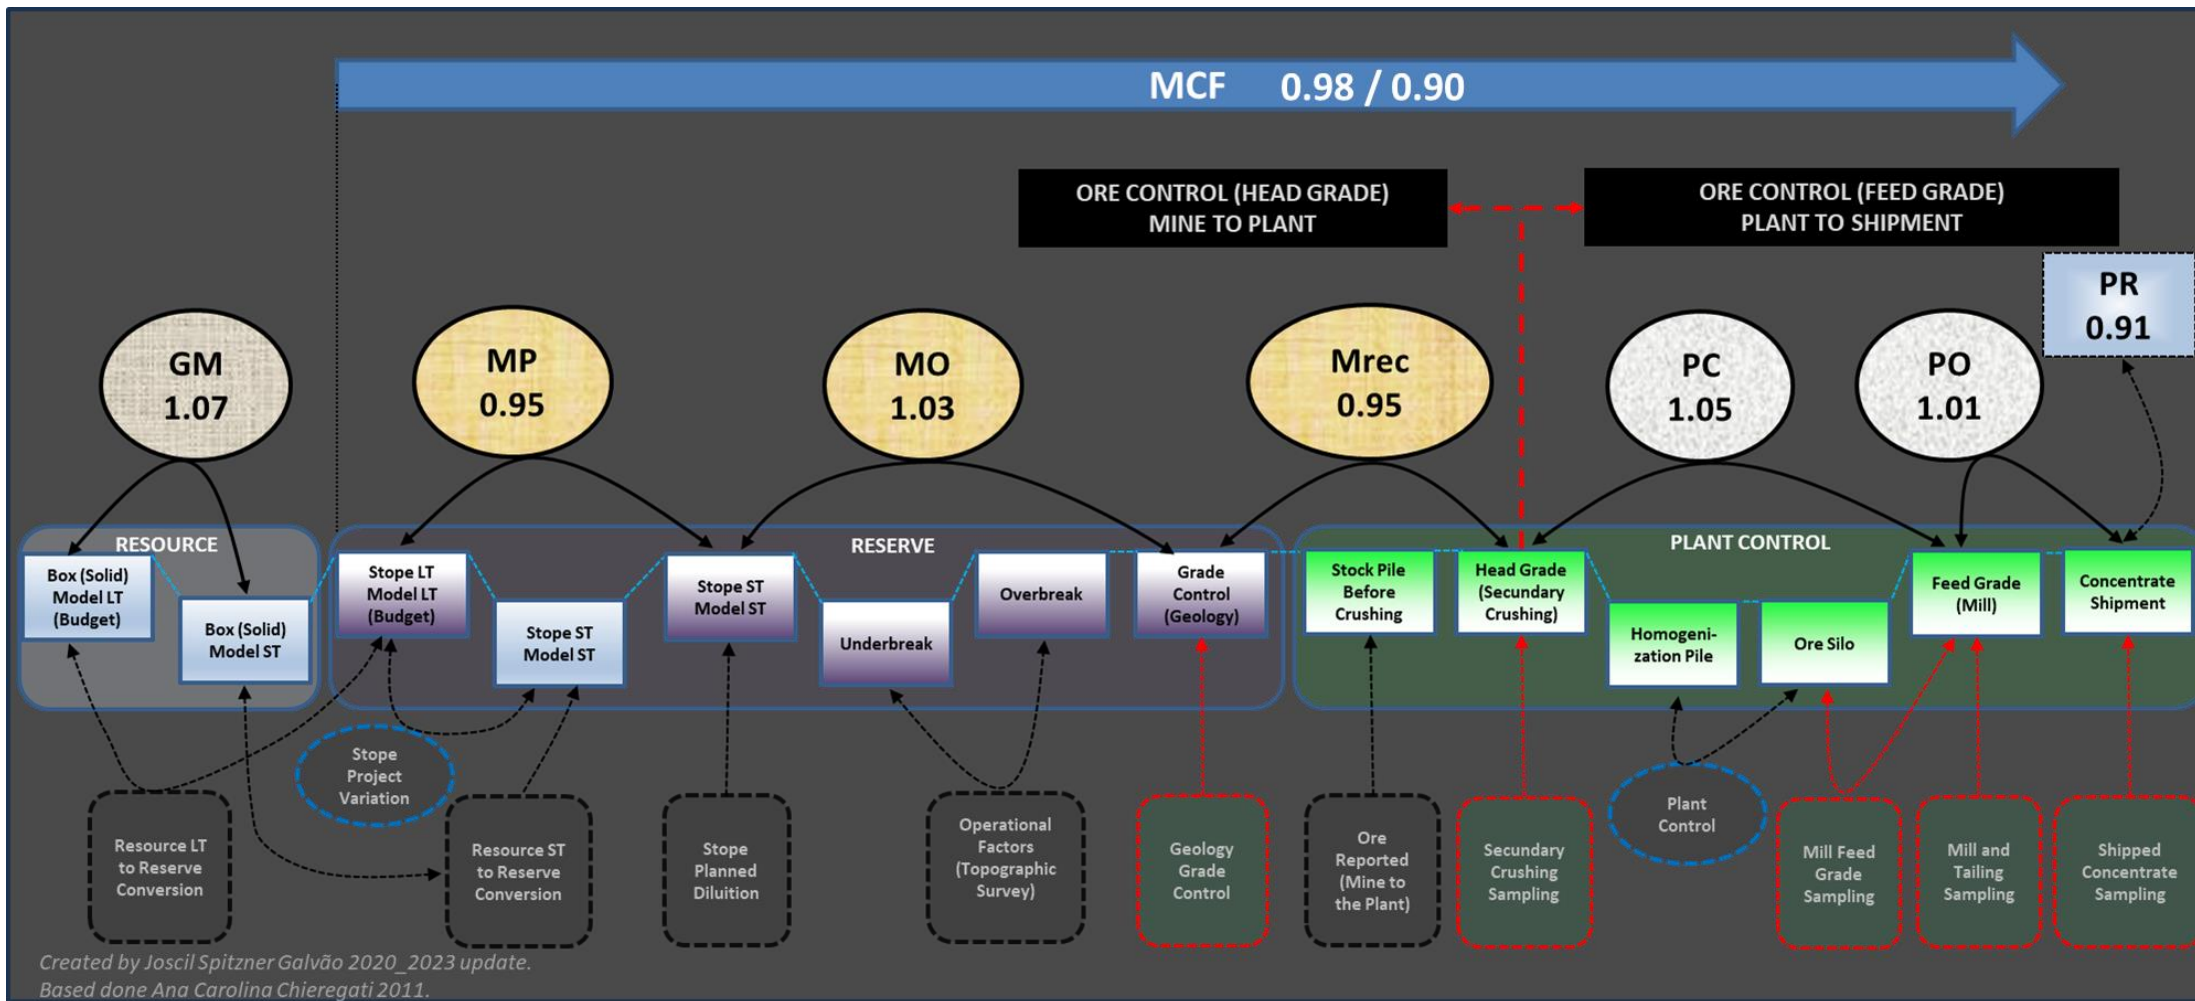 MCF 0.98 / 0.90
ORE CONTROL (HEAD GRADE)
MINE TO PLANT
ORE CONTROL (FEED GRADE)
PLANT TO SHIPMENT
PR
0.91
GM
1.07
MP
0.95
MO
1.03
Mrec
0.95
PC
1.05
PO
1.01
RESOURCE
RESERVE
PLANT CONTROL
Box (Solid)
Model LT
(Budget)
Box (Solid)
Model ST
Stope LT
Model LT
(Budget)
Stope ST
Model ST
Stope ST
Model ST
Underbreak
Overbreak
Grade
Control
(Geology)
Stock Pile
Before
Crushing
Head Grade
(Secundary
Crushing)
Homogeni-
zation Pile
Ore Silo
Feed Grade
(Mill)
Concentrate
Shipment
Stope
Project
Variation
Plant
Control
Resource LT
to Reserve
Conversion
Resource ST
to Reserve
Conversion
Stope
Planned
Diluition
Operational
Factors
(Topographic
Survey)
Geology
Grade
Control
Ore
Reported
(Mine to
the Plant)
Secundary
Crushing
Sampling
Mill Feed
Grade
Sampling
Mill and
Tailing
Sampling
Shipped
Concentrate
Sampling
Created by Joscil Spitzner Galvão 2020_2023 update.
Based done Ana Carolina Chieregati 2011.